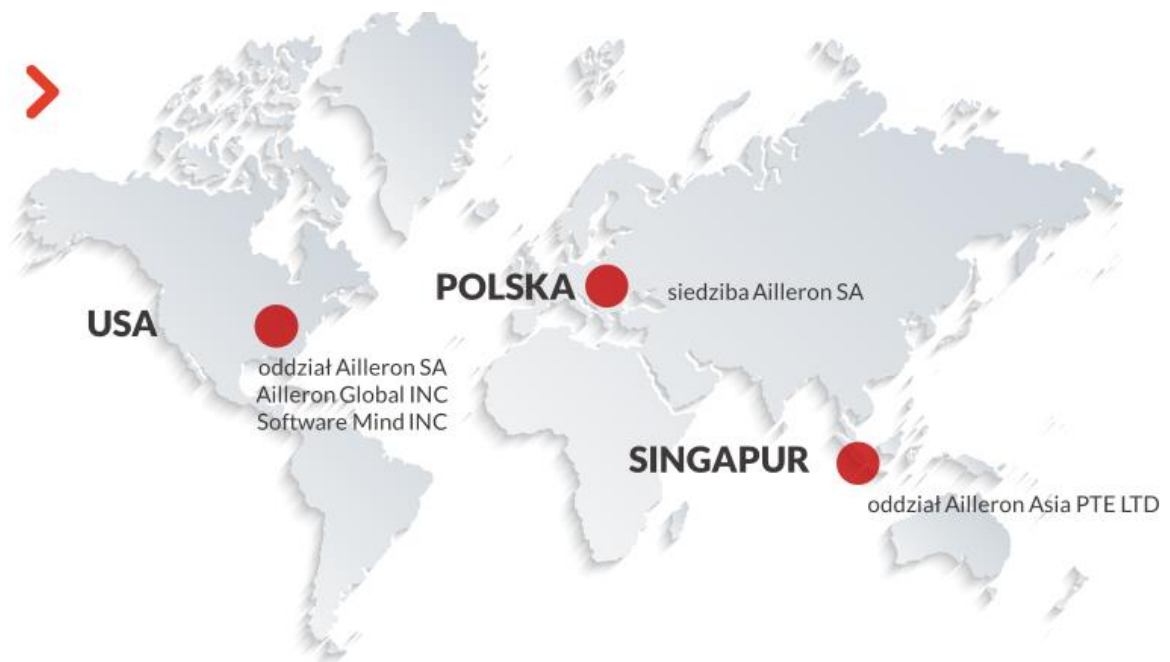 POLSKA
siedziba Ailleron SA
USA
oddział Ailleron SA
Ailleron Global INC
Software Mind INC
SINGAPUR
oddział Ailleron Asia PTE LTD